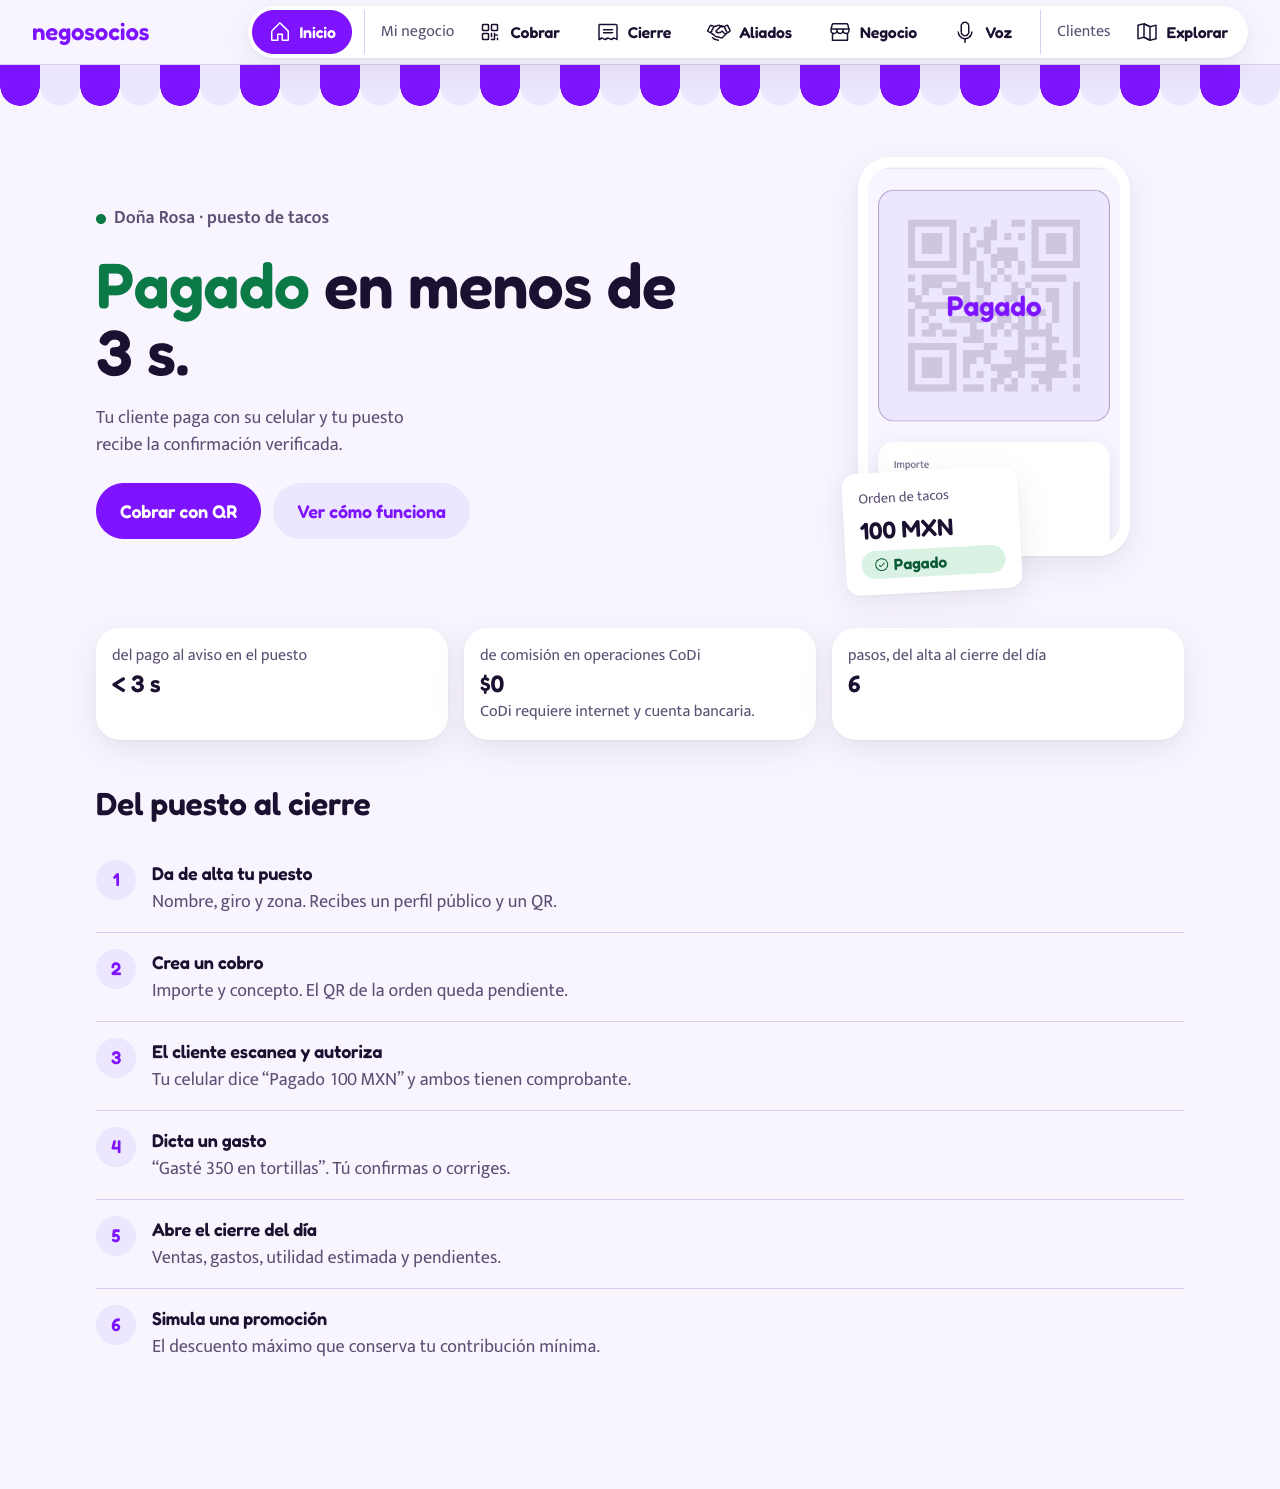 negosocios
Inicio
Mi negocio
Cobrar
Cierre
Aliados
Negocio
Voz
Clientes
Explorar
Doña Rosa · puesto de tacos
Pagado en menos de
3 s.
Tu cliente paga con su celular y tu puesto
recibe la confirmación verificada.
Cobrar con QR
Ver cómo funciona
Pagado
Importe
Orden de tacos
100 MXN
Pagado
del pago al aviso en el puesto
< 3 s
de comisión en operaciones CoDi
$0
CoDi requiere internet y cuenta bancaria.
pasos, del alta al cierre del día
6
Del puesto al cierre
1
Da de alta tu puesto
Nombre, giro y zona. Recibes un perfil público y un QR.
2
Crea un cobro
Importe y concepto. El QR de la orden queda pendiente.
3
El cliente escanea y autoriza
Tu celular dice “Pagado 100 MXN” y ambos tienen comprobante.
4
Dicta un gasto
“Gasté 350 en tortillas”. Tú confirmas o corriges.
5
Abre el cierre del día
Ventas, gastos, utilidad estimada y pendientes.
6
Simula una promoción
El descuento máximo que conserva tu contribución mínima.